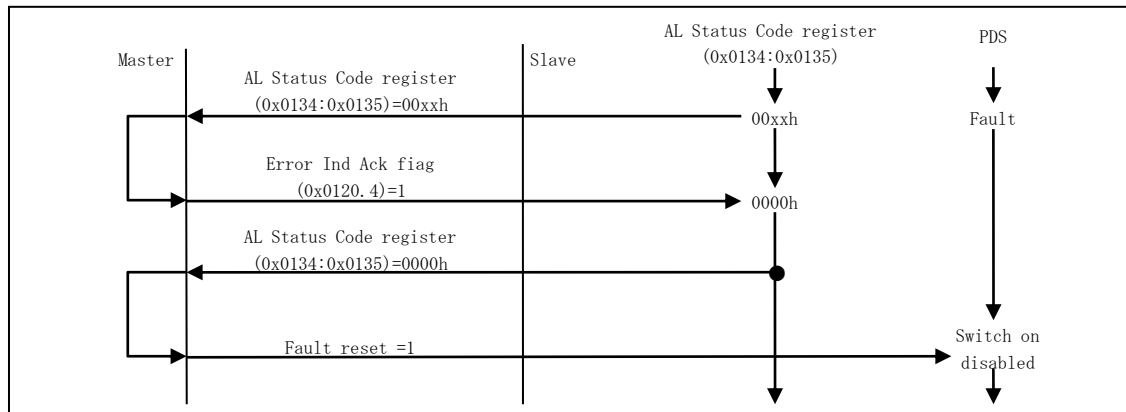 AL Status Code register
(0x0134:0x0135)
PDS
Master
Slave
AL Status Code register
(0x0134:0x0135)=00xxh
00xxh
Fault
Error Ind Ack fiag
(0x0120.4)=1
0000h
AL Status Code register
(0x0134:0x0135)=0000h
Fault reset =1
Switch on
disabled